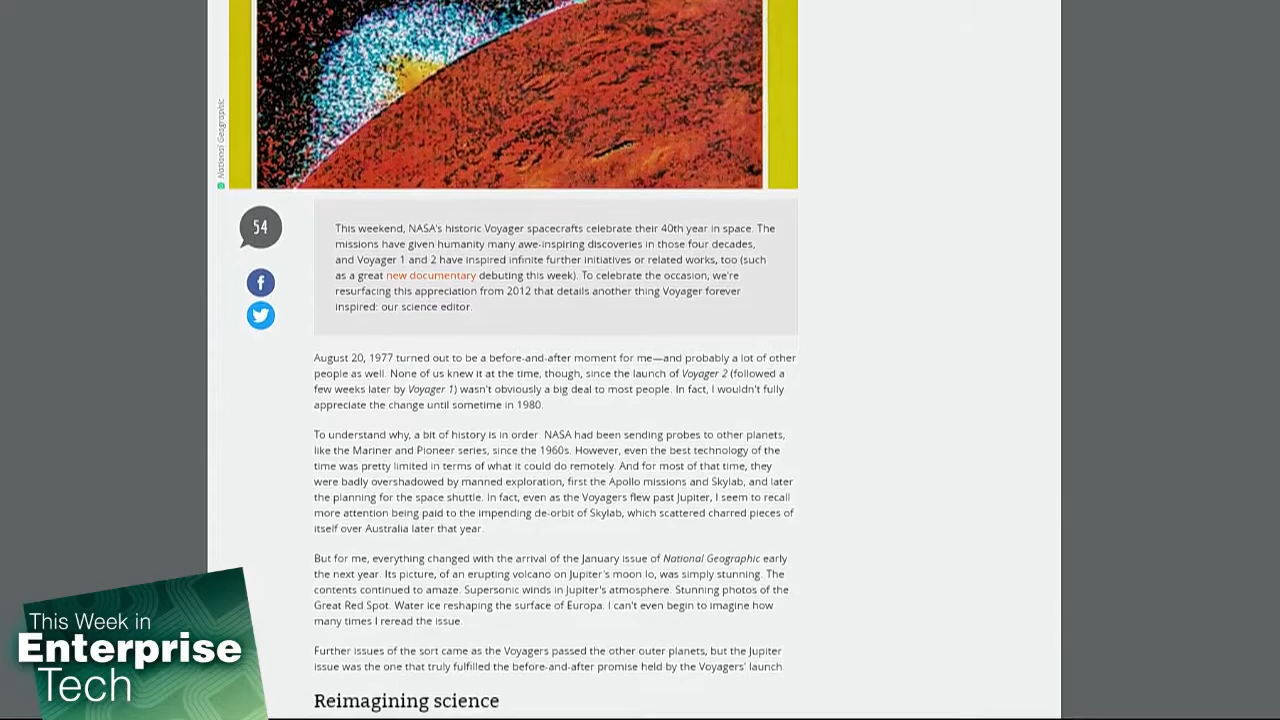 National Geographic
54
This weekend, NASA's historic Voyager spacecrafts celebrate their 40th year in space. The
missions have given humanity many awe-inspiring discoveries in those four decades,
and Voyager 1 and 2 have inspired infinite further initiatives or related works, too (such
as a great new documentary debuting this week). To celebrate the occasion, we're
resurfacing this appreciation from 2012 that details another thing Voyager forever
inspired: our science editor.
August 20, 1977 turned out to be a before-and-after moment for me—and probably a lot of other
people as well. None of us knew it at the time, though, since the launch of Voyager 2 (followed a
few weeks later by Voyager 1) wasn't obviously a big deal to most people. In fact, I wouldn't fully
appreciate the change until sometime in 1980.
To understand why, a bit of history is in order. NASA had been sending probes to other planets,
like the Mariner and Pioneer series, since the 1960s. However, even the best technology of the
time was pretty limited in terms of what it could do remotely. And for most of that time, they
were badly overshadowed by manned exploration, first the Apollo missions and Skylab, and later
the planning for the space shuttle. In fact, even as the Voyagers flew past Jupiter, I seem to recall
more attention being paid to the impending de-orbit of Skylab, which scattered charred pieces of
itself over Australia later that year.
But for me, everything changed with the arrival of the January issue of National Geographic early
the next year. Its picture, of an erupting volcano on Jupiter's moon Io, was simply stunning. The
contents continued to amaze. Supersonic winds in Jupiter's atmosphere. Stunning photos of the
Great Red Spot. Water ice reshaping the surface of Europa. I can't even begin to imagine how
many times I reread the issue.
Further issues of the sort came as the Voyagers passed the other outer planets, but the Jupiter
issue was the one that truly fulfilled the before-and-after promise held by the Voyagers' launch.
Reimagining science
This Week in
Enterprise
Tech